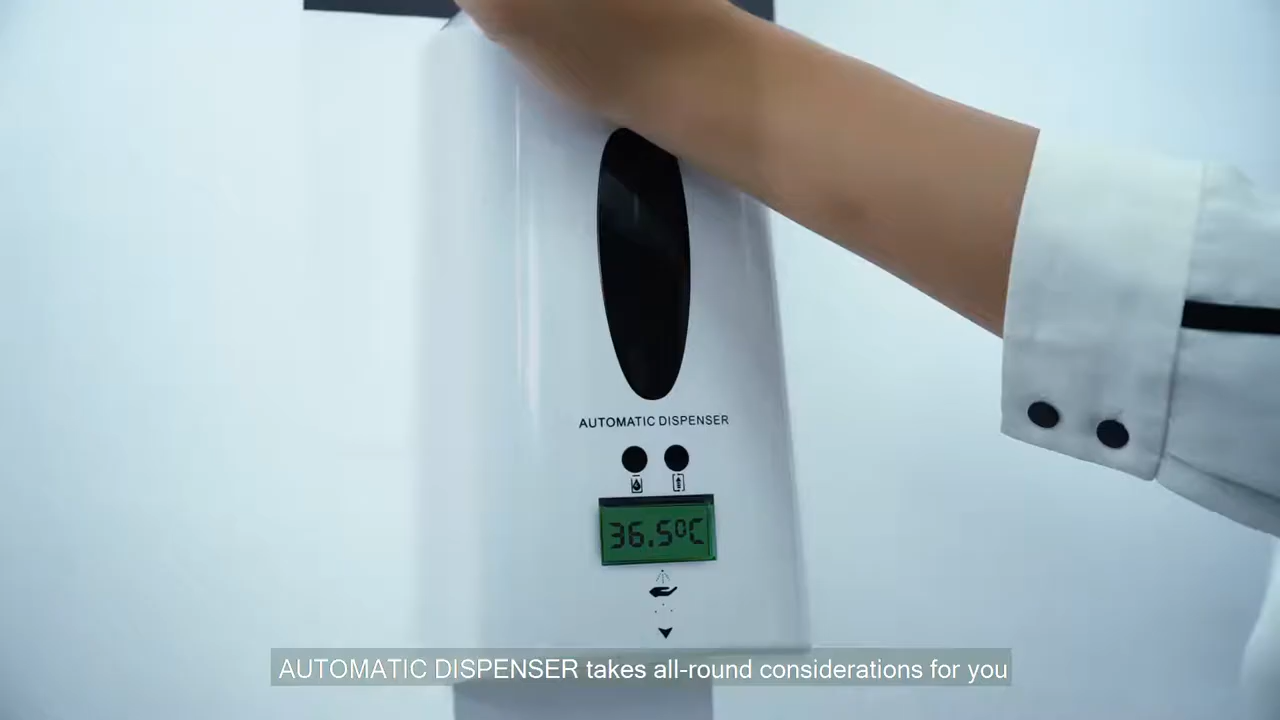 AUTOMATIC DISPENSER
36.5°C
AUTOMATIC DISPENSER takes all-round considerations for you